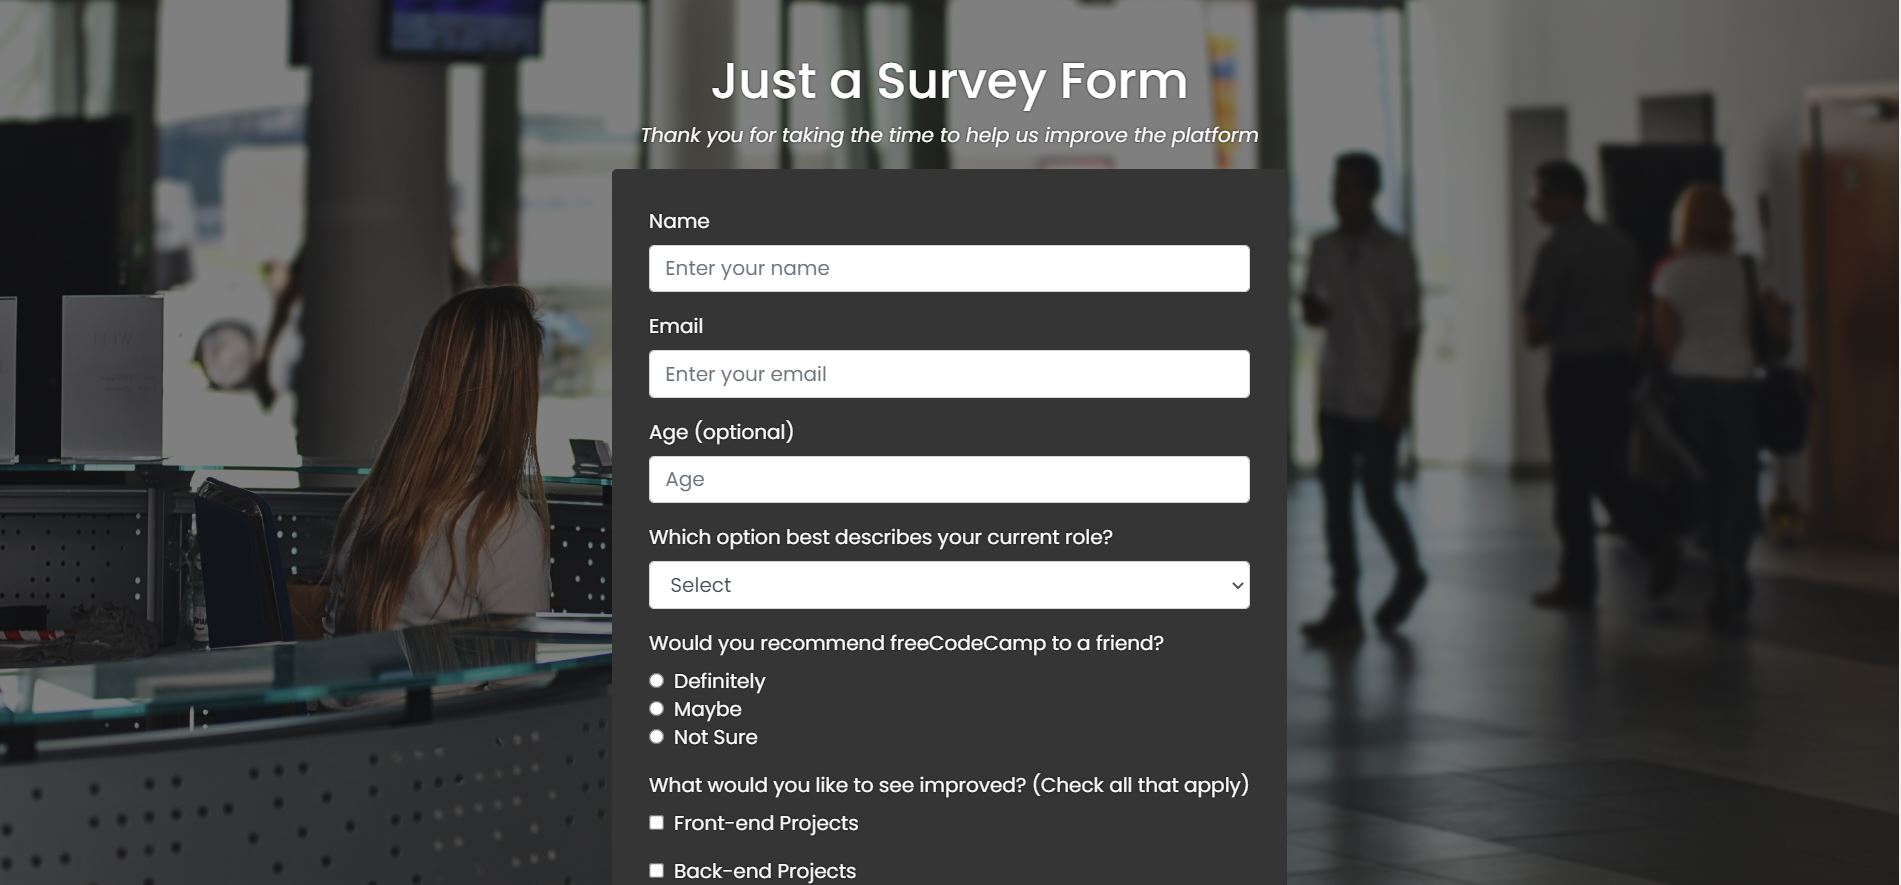 Just a Survey Form
Thank you for taking the time to help us improve the platform
Name
Enter your name
Email
Enter your email
Age (optional)
Age
Which option best describes your current role?
Select
Would you recommend freeCodeCamp to a friend?
Definitely
Maybe
Not Sure
What would you like to see improved? (Check all that apply)
Front-end Projects
Back-end Projects